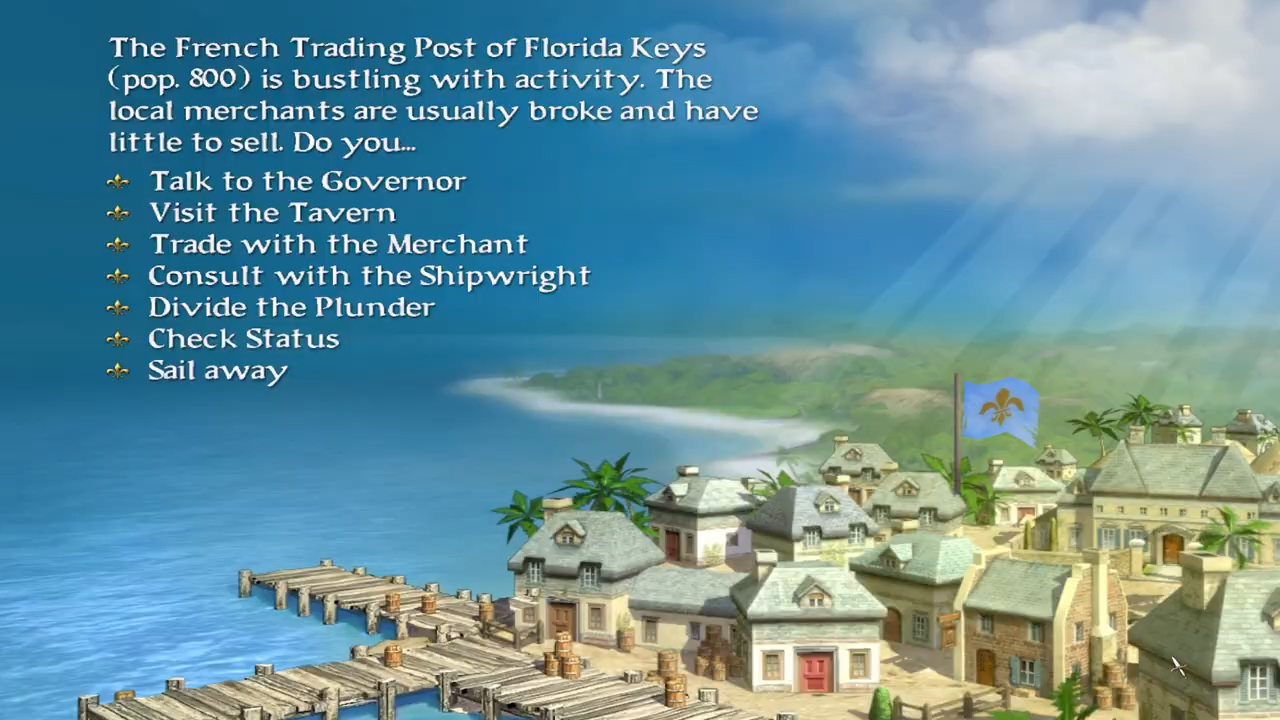 The French Trading Post of Florida Keys
(pop. 800) is bustling with activity. The
local merchants are usually broke and have
little to sell. Do you...
Talk to the Governor
Visit the Tavern
Trade with the Merchant
Consult with the Shipwright
Divide the Plunder
Check Status
Sail away